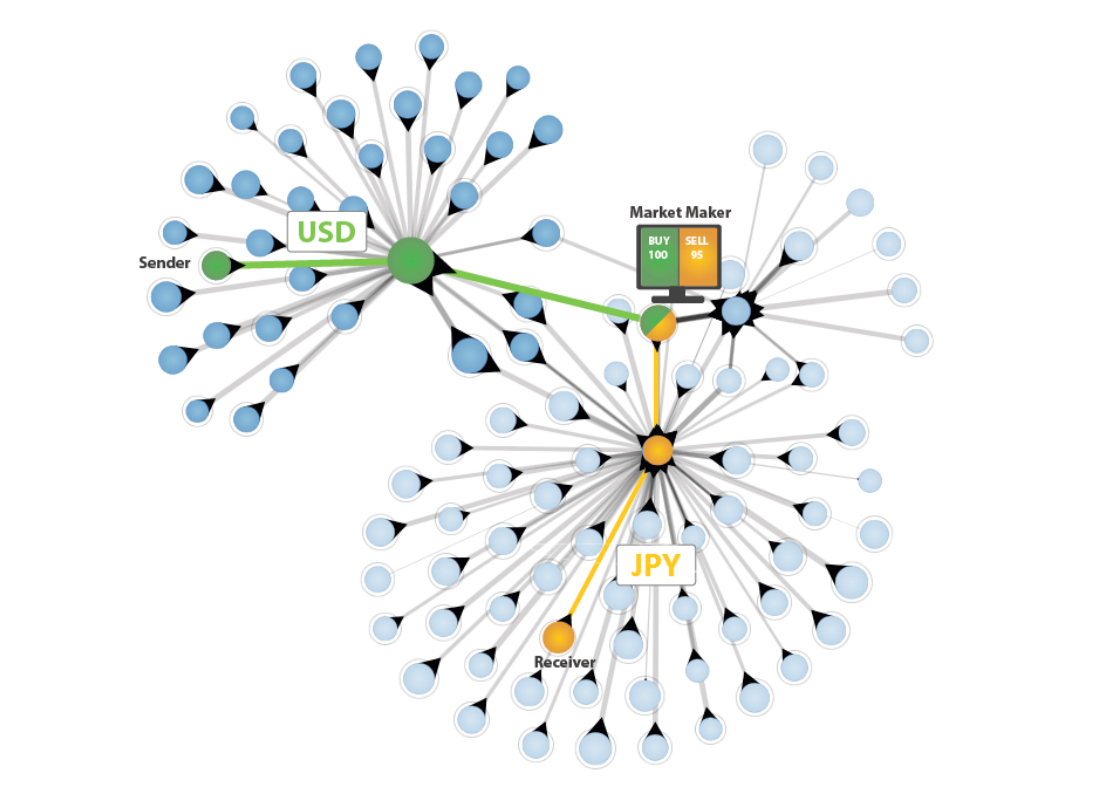 Market Maker
USD
BUY
100
SELL
95
Sender
JPY
Receiver